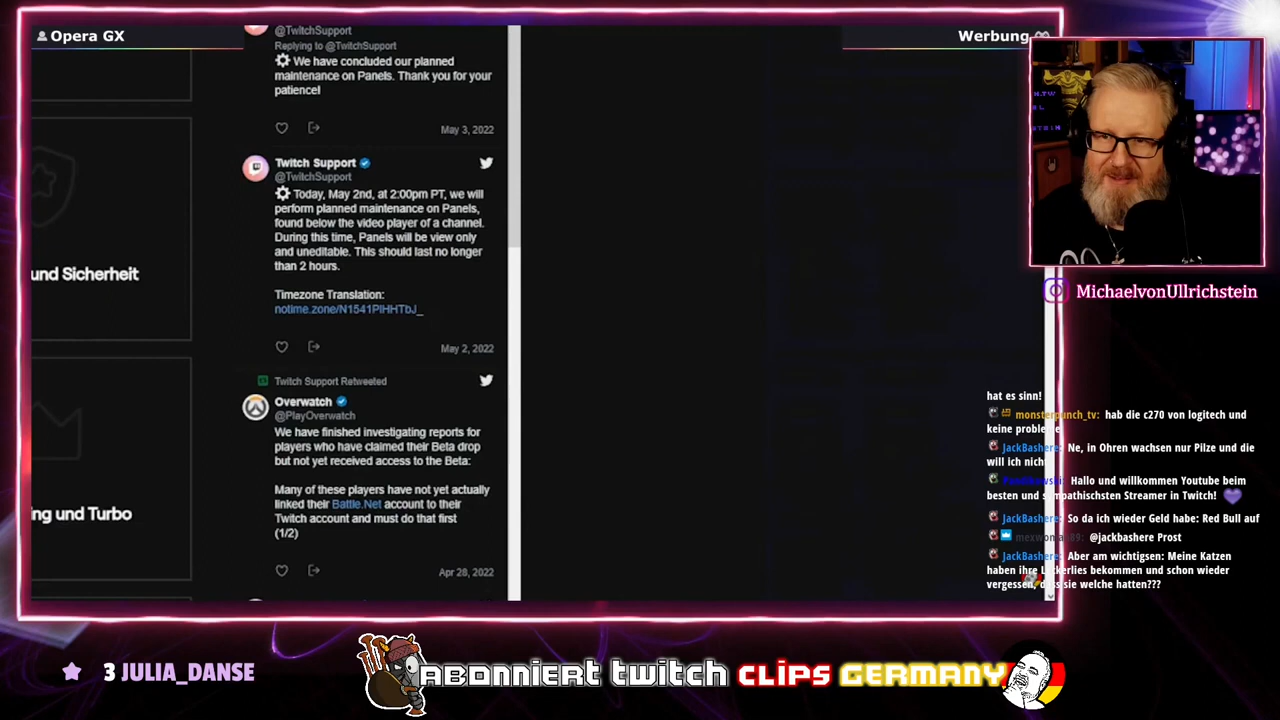 Opera GX
Werbung
@TwitchSupport
Replying to @TwitchSupport
We have concluded our planned
maintenance on Panels. Thank you for your
patience!
May 3, 2022
Twitch Support
@TwitchSupport
Today, May 2nd, at 2:00pm PT, we will
perform planned maintenance on Panels,
found below the video player of a channel.
During this time, Panels will be view only
and uneditable. This should last no longer
than 2 hours.
Timezone Translation:
notime.zone/N1541PlHHTbJ_
May 2, 2022
Twitch Support Retweeted
Overwatch
@PlayOverwatch
We have finished investigating reports for
players who have claimed their Beta drop
but not yet received access to the Beta:
Many of these players have not yet actually
linked their Battle.Net account to their
Twitch account and must do that first
(1/2)
Apr 28, 2022
und Sicherheit
ng und Turbo
MichaelvonUllrichstein
hat es sinn!
monsterpunch_tv: hab die c270 von logitech und
keine probleme
JackBashere: Ne, in Ohren wachsen nur Pilze und die
will ich nich
Hallo und willkommen Youtube beim
besten und sympathischsten Streamer in Twitch!
JackBashere: So da ich wieder Geld habe: Red Bull auf
@jackbashere Prost
JackBashere: Aber am wichtigsten: Meine Katzen
haben ihre Leckerlies bekommen und schon wieder
vergessen, dass sie welche hatten???
3 JULIA_DANSE
ABONNIERT twitch CLIPS GERMANY